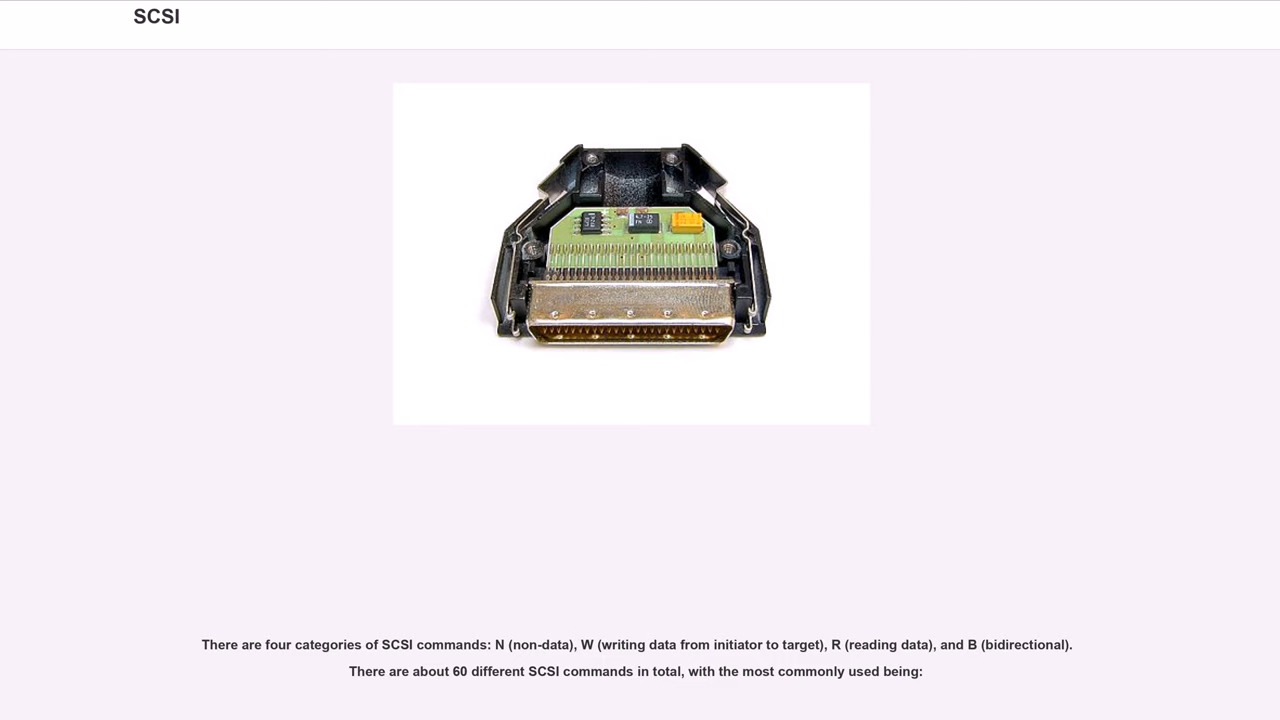 SCSI
There are four categories of SCSI commands: N (non-data), W (writing data from initiator to target), R (reading data), and B (bidirectional).
There are about 60 different SCSI commands in total, with the most commonly used being: